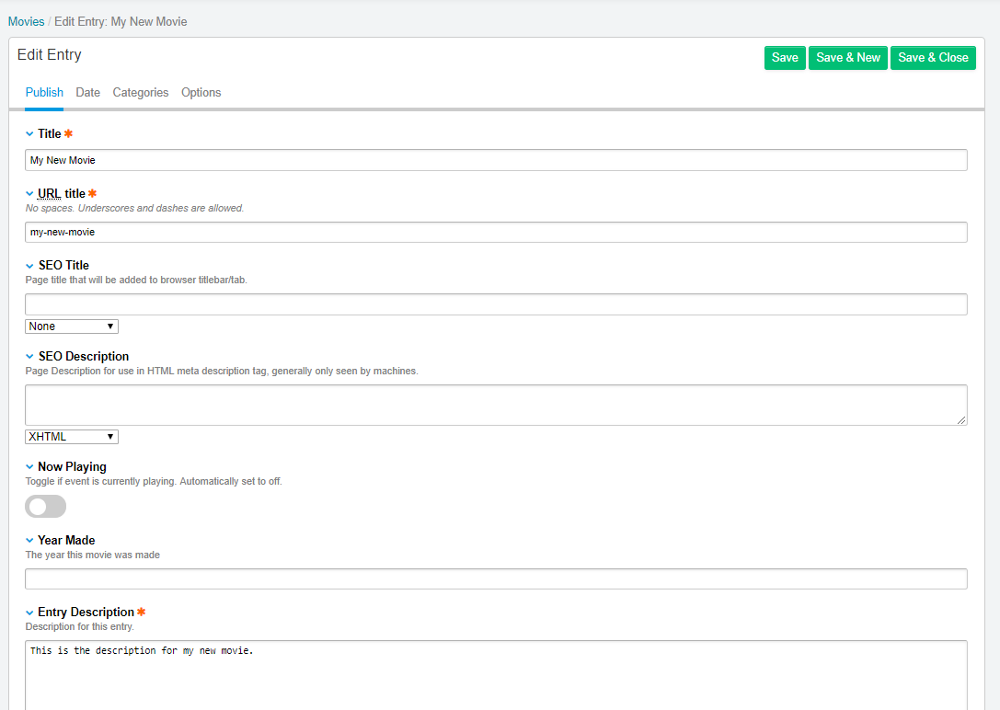 Movies / Edit Entry: My New Movie
Edit Entry
Save Save & New Save & Close
Publish Date Categories Options
Title *
My New Movie
URL title *
No spaces. Underscores and dashes are allowed.
my-new-movie
SEO Title
Page title that will be added to browser titlebar/tab.
None
SEO Description
Page Description for use in HTML meta description tag, generally only seen by machines.
XHTML
Now Playing
Toggle if event is currently playing. Automatically set to off.
Year Made
The year this movie was made
Entry Description *
Description for this entry.
This is the description for my new movie.